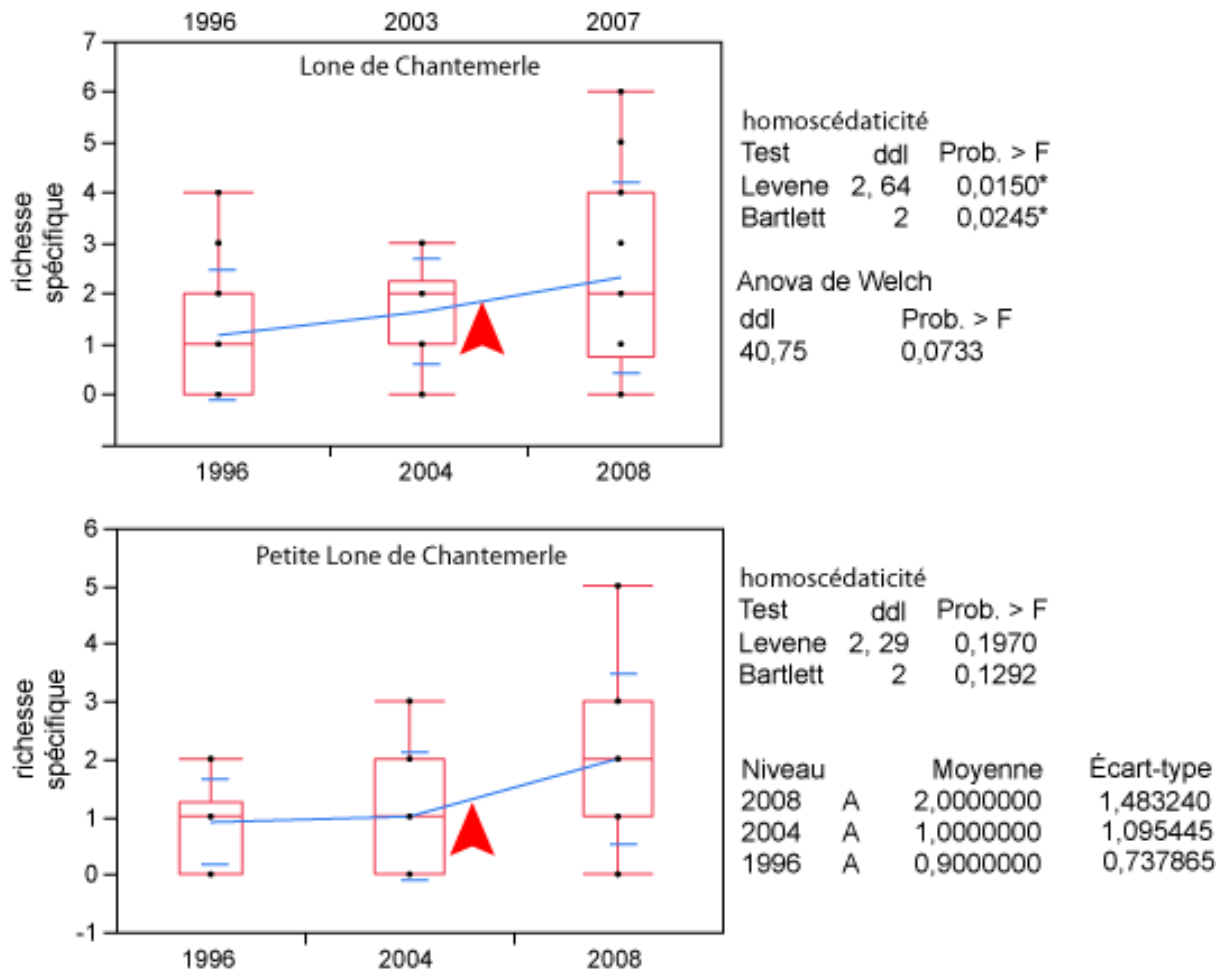 1996 2003 2007
Lone de Chantemerle
richesse
spécifique
7
6
5
4
3
2
1
0
1996 2004 2008
homoscédaticité
Test ddl Prob. > F
Levene 2, 64 0,0150*
Bartlett 2 0,0245*
Anova de Welch
ddl Prob. > F
40,75 0,0733
Petite Lone de Chantemerle
richesse
spécifique
6
5
4
3
2
1
0
-1
1996 2004 2008
homoscédaticité
Test ddl Prob. > F
Levene 2, 29 0,1970
Bartlett 2 0,1292
Niveau Moyenne Écart-type
2008 A 2,0000000 1,483240
2004 A 1,0000000 1,095445
1996 A 0,9000000 0,737865